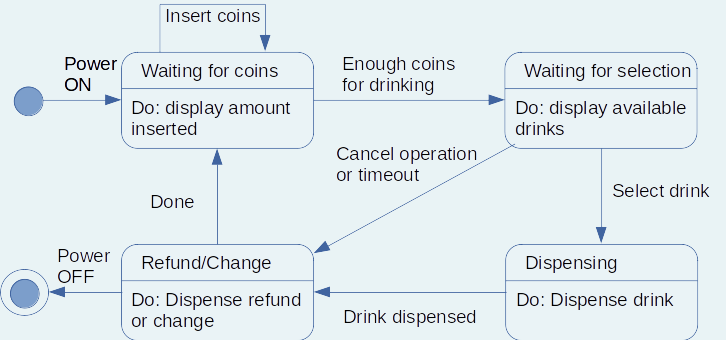 Insert coins
Power
ON
Waiting for coins
Do: display amount
inserted
Enough coins
for drinking
Waiting for selection
Do: display available
drinks
Cancel operation
or timeout
Select drink
Done
Power
OFF
Refund/Change
Do: Dispense refund
or change
Drink dispensed
Dispensing
Do: Dispense drink